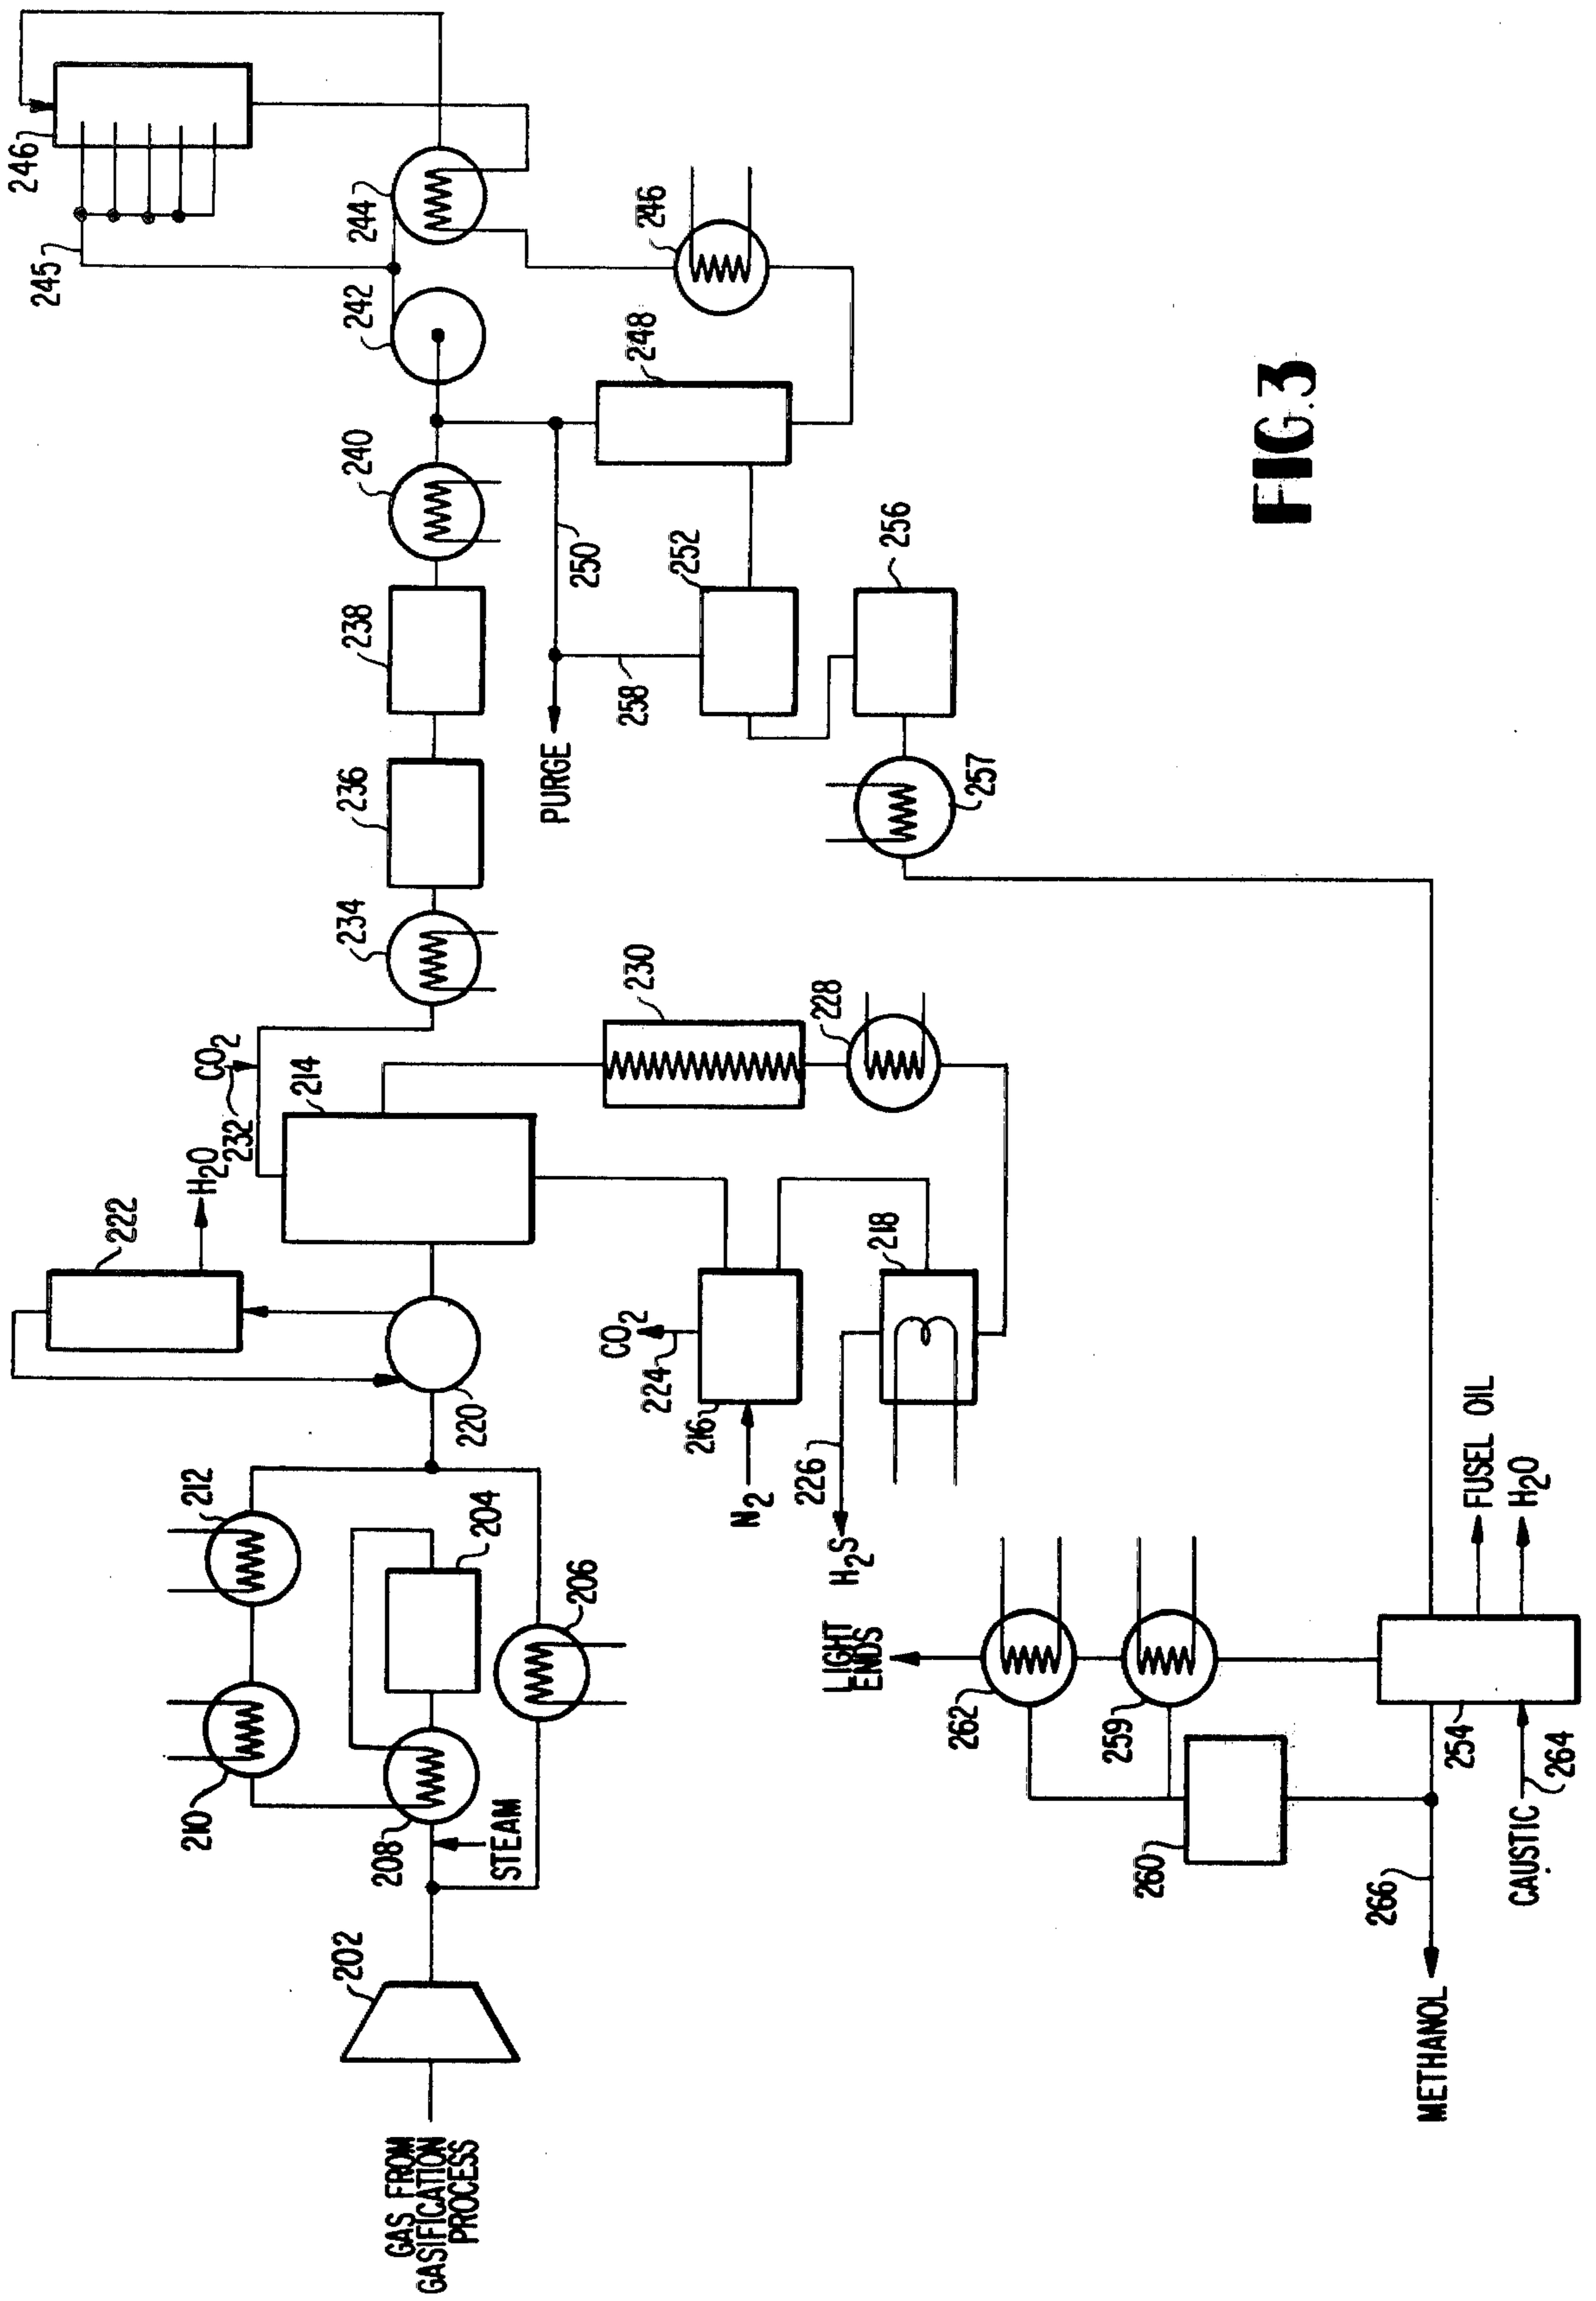 GAS FROM
GASIFICATION
PROCESS
202
STEAM
208
210
212
204
206
220
222
H2O
232
CO2
214
CO2
224
216
N2
226
H2S
218
228
230
234
236
238
240
242
244
245
246
246
248
250
PURGE
258
252
256
257
LIGHT
ENDS
262
259
260
254
FUSEL OIL
H2O
264
CAUSTIC
266
METHANOL
FIG.3